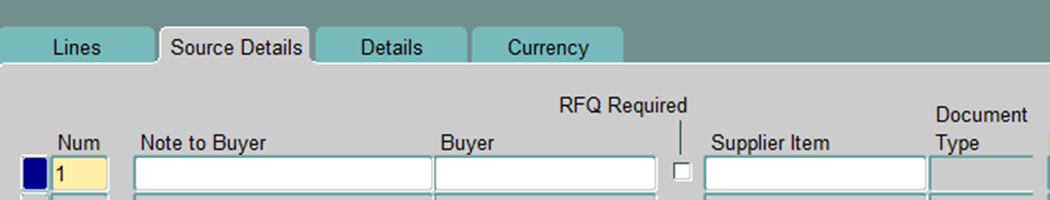 Lines Source Details Details Currency
RFQ Required
Document
Num Note to Buyer Buyer Supplier Item Type
1